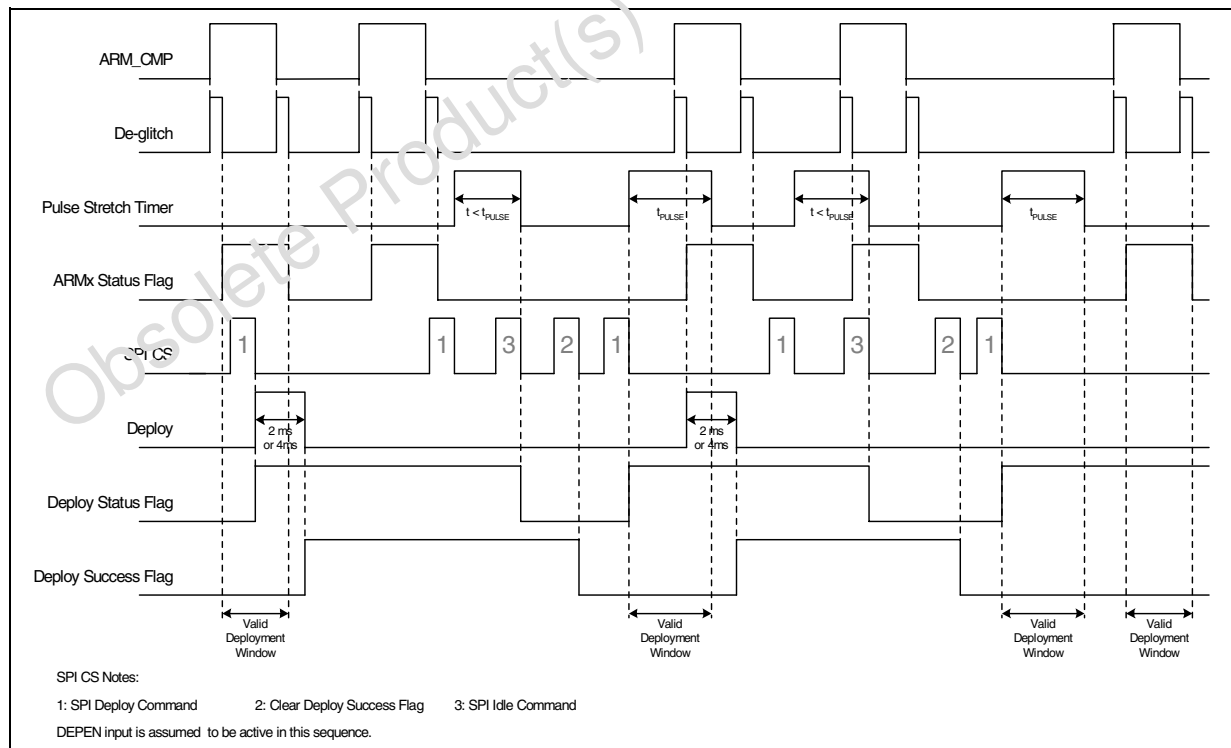 Obsolete Product(s)
ARM_CMP
De-glitch
Pulse Stretch Timer
t < tPULSE
tPULSE
t < tPULSE
tPULSE
ARMx Status Flag
SPI CS
1
1
3
2
1
1
3
2
1
Deploy
2 ms
or 4ms
2 ms
or 4ms
Deploy Status Flag
Deploy Success Flag
Valid
Deployment
Window
Valid
Deployment
Window
Valid
Deployment
Window
Valid
Deployment
Window
SPI CS Notes:
1: SPI Deploy Command 2: Clear Deploy Success Flag 3: SPI Idle Command
DEPEN input is assumed to be active in this sequence.